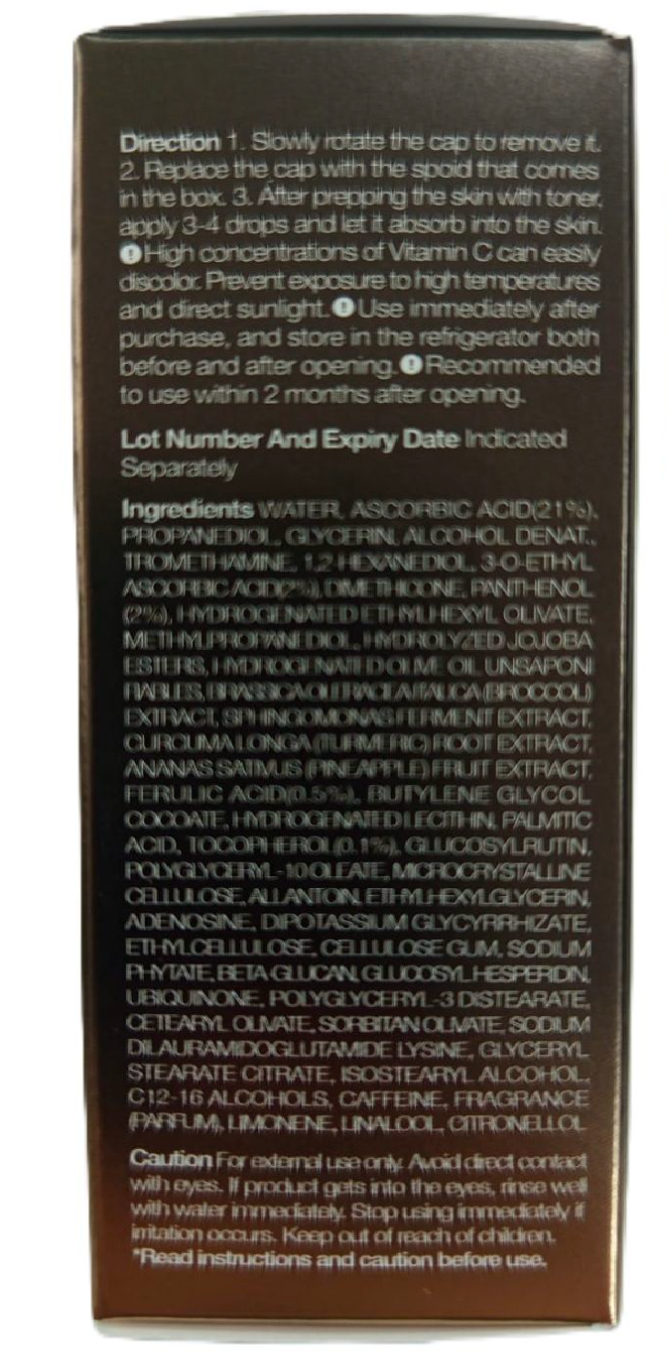 Direction 1. Slowly rotate the cap to remove it.
2. Replace the cap with the spoid that comes
in the box. 3. After prepping the skin with toner,
apply 3-4 drops and let it absorb into the skin.
! High concentrations of Vitamin C can easily
discolor. Prevent exposure to high temperatures
and direct sunlight. ! Use immediately after
purchase, and store in the refrigerator both
before and after opening. ! Recommended
to use within 2 months after opening.
Lot Number And Expiry Date Indicated
Separately
Ingredients WATER, ASCORBIC ACID(21%),
PROPANEDIOL, GLYCERIN, ALCOHOL DENAT.,
TROMETHAMINE, 1,2-HEXANEDIOL, 3-O-ETHYL
ASCORBIC ACID(2%), DIMETHICONE, PANTHENOL
(2%), HYDROGENATED ETHYLHEXYL OLIVATE,
METHYLPROPANEDIOL, HYDROLYZED JOJOBA
ESTERS, HYDROGENATED OLIVE OIL UNSAPONI
FIABLES, BRASSICA OLERACEA ITALICA (BROCCOLI)
EXTRACT, SPHINGOMONAS FERMENT EXTRACT,
CURCUMA LONGA (TURMERIC) ROOT EXTRACT,
ANANAS SATIVUS (PINEAPPLE) FRUIT EXTRACT,
FERULIC ACID(0.5%), BUTYLENE GLYCOL
COCOATE, HYDROGENATED LECITHIN, PALMITIC
ACID, TOCOPHEROL(0.1%), GLUCOSYLRUTIN,
POLYGLYCERYL-10 OLEATE, MICROCRYSTALLINE
CELLULOSE, ALLANTOIN, ETHYLHEXYLGLYCERIN,
ADENOSINE, DIPOTASSIUM GLYCYRRHIZATE,
ETHYLCELLULOSE, CELLULOSE GUM, SODIUM
PHYTATE, BETA GLUCAN, GLUCOSYL HESPERIDIN,
UBIQUINONE, POLYGLYCERYL-3 DISTEARATE,
CETEARYL OLIVATE, SORBITAN OLIVATE, SODIUM
DILAURAMIDOGLUTAMIDE LYSINE, GLYCERYL
STEARATE CITRATE, ISOSTEARYL ALCOHOL,
C12-16 ALCOHOLS, CAFFEINE, FRAGRANCE
(PARFUM), LIMONENE, LINALOOL, CITRONELLOL
Caution For external use only. Avoid direct contact
with eyes. If product gets into the eyes, rinse well
with water immediately. Stop using immediately if
irritation occurs. Keep out of reach of children.
*Read instructions and caution before use.